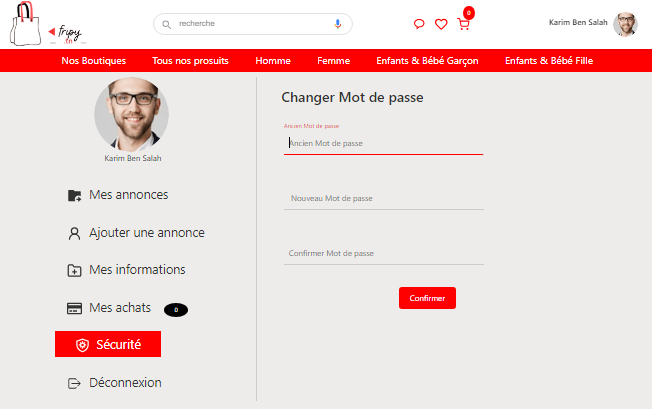 fripy
.tn
recherche
0
Karim Ben Salah
Nos Boutiques Tous nos prosuits Homme Femme Enfants & Bébé Garçon Enfants & Bébé Fille
Karim Ben Salah
Mes annonces
Ajouter une annonce
Mes informations
Mes achats 0
Sécurité
Déconnexion
Changer Mot de passe
Ancien Mot de passe
Ancien Mot de passe
Nouveau Mot de passe
Confirmer Mot de passe
Confirmer